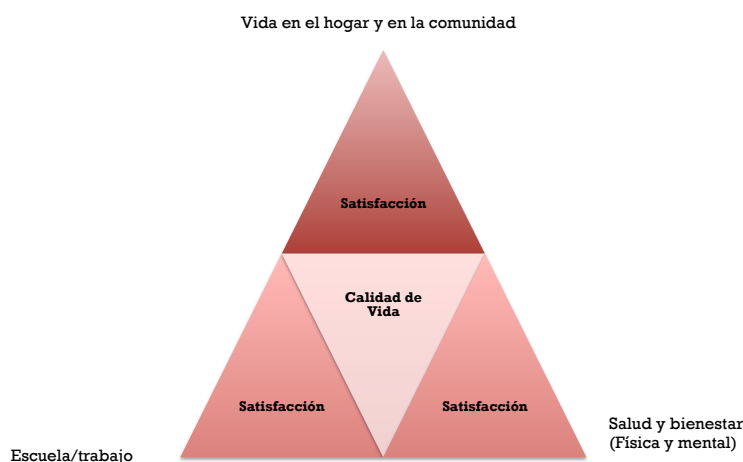 Vida en el hogar y en la comunidad
Satisfacción
Calidad de
Vida
Satisfacción
Satisfacción
Salud y bienestar
(Física y mental)
Escuela/trabajo